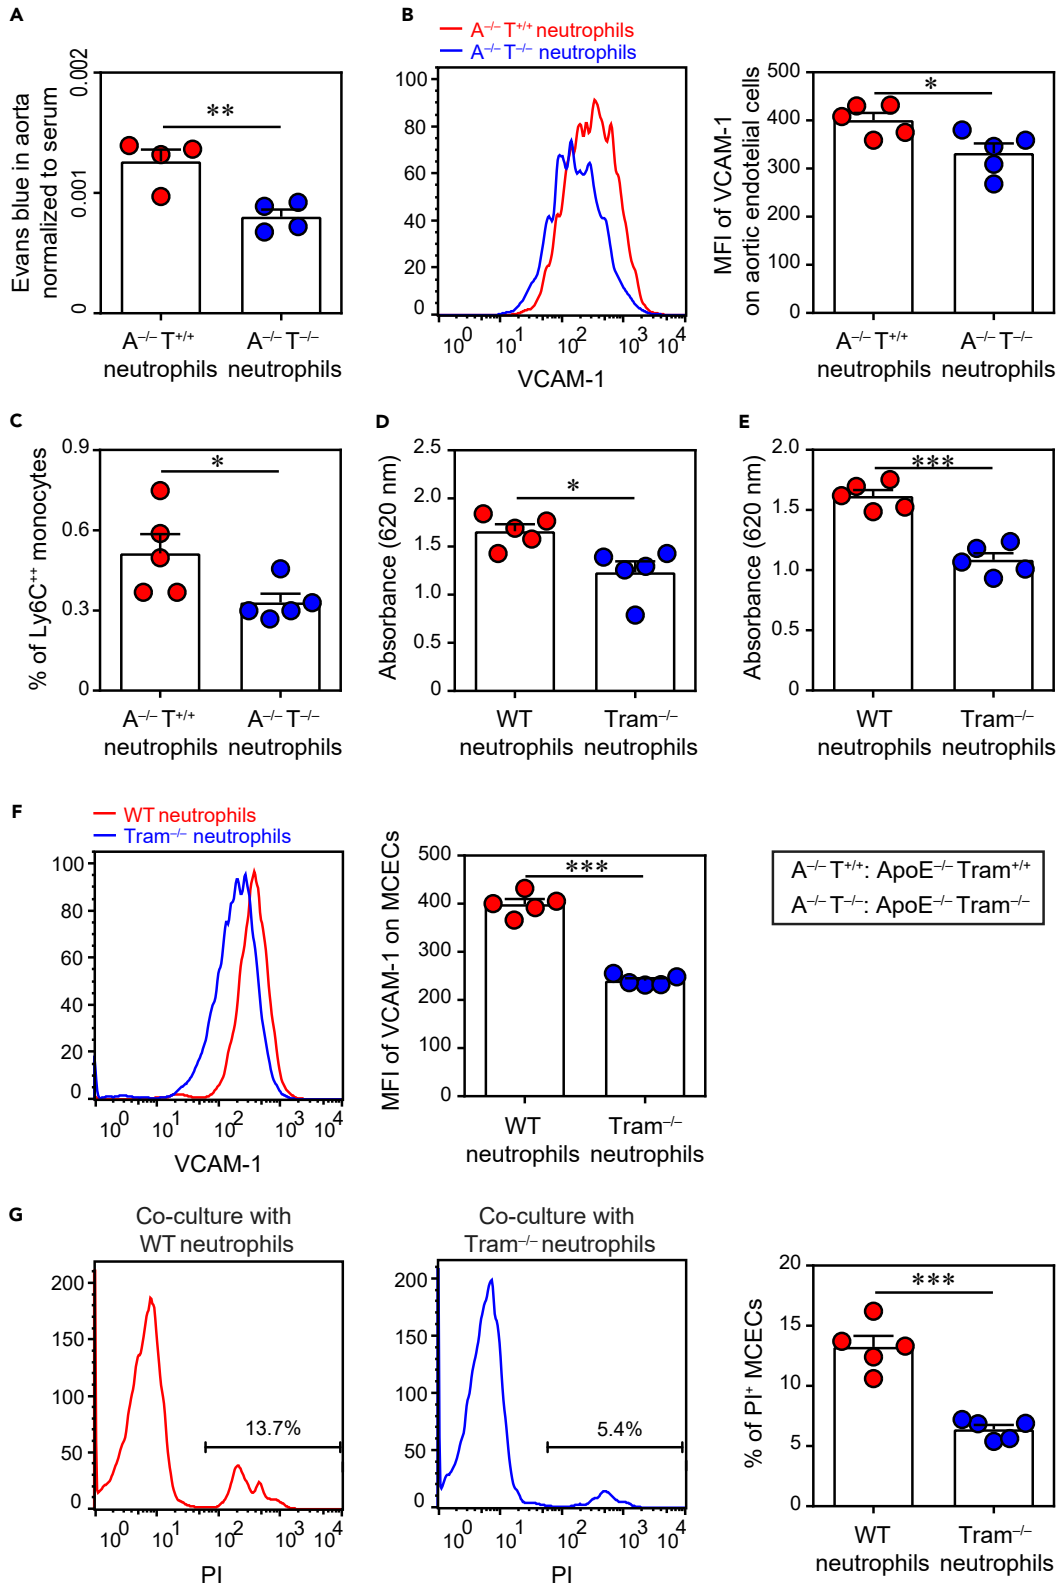 A
Evans blue in aorta
normalized to serum
0.002
0.001
0
**
A–/– T+/+
neutrophils
A–/– T–/–
neutrophils
B
A–/– T+/+ neutrophils
A–/– T–/– neutrophils
100
80
60
40
20
0
10^0 10^1 10^2 10^3 10^4
VCAM-1
MFI of VCAM-1
on aortic endotelial cells
500
400
300
200
100
0
*
A–/– T+/+
neutrophils
A–/– T–/–
neutrophils
C
% of Ly6C++ monocytes
0.9
0.6
0.3
0
*
A–/– T+/+
neutrophils
A–/– T–/–
neutrophils
D
Absorbance (620 nm)
2.5
2.0
1.5
1.0
0.5
0
*
WT
neutrophils
Tram–/–
neutrophils
E
Absorbance (620 nm)
2.0
1.5
1.0
0.5
0
***
WT
neutrophils
Tram–/–
neutrophils
F
WT neutrophils
Tram–/– neutrophils
100
80
60
40
20
0
10^0 10^1 10^2 10^3 10^4
VCAM-1
MFI of VCAM-1 on MCECs
500
400
300
200
100
0
***
WT
neutrophils
Tram–/–
neutrophils
A–/– T+/+: ApoE–/– Tram+/+
A–/– T–/–: ApoE–/– Tram–/–
G
Co-culture with
WT neutrophils
200
150
100
50
0
13.7%
10^0 10^1 10^2 10^3 10^4
PI
Co-culture with
Tram–/– neutrophils
200
150
100
50
0
5.4%
10^0 10^1 10^2 10^3 10^4
PI
% of PI+ MCECs
20
15
10
5
0
***
WT
neutrophils
Tram–/–
neutrophils